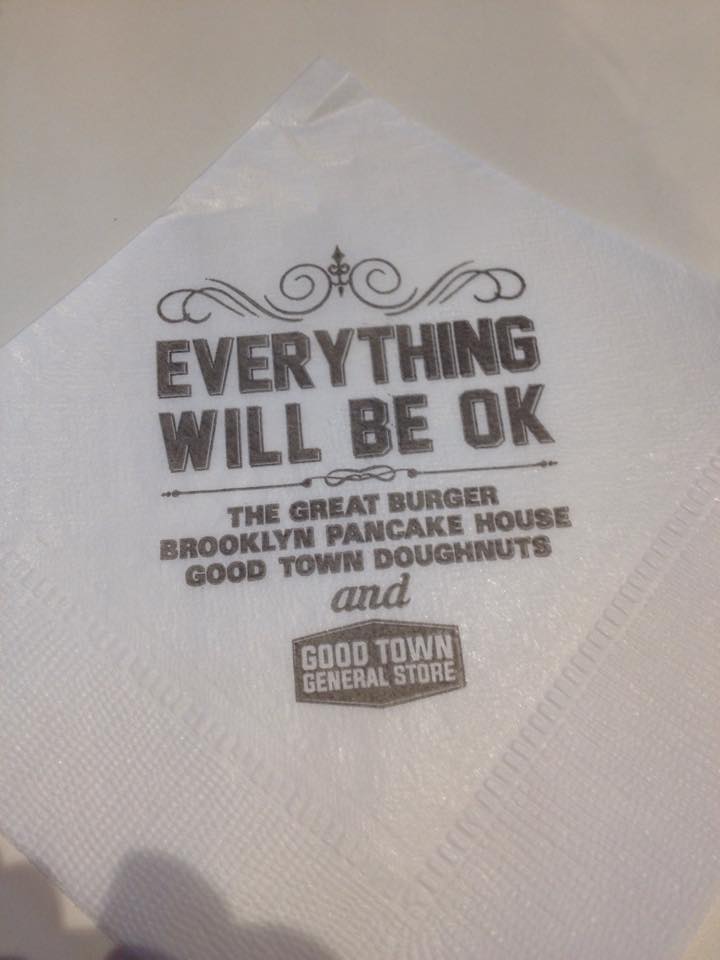 EVERYTHING
WILL BE OK
THE GREAT BURGER
BROOKLYN PANCAKE HOUSE
GOOD TOWN DOUGHNUTS
and
GOOD TOWN
GENERAL STORE